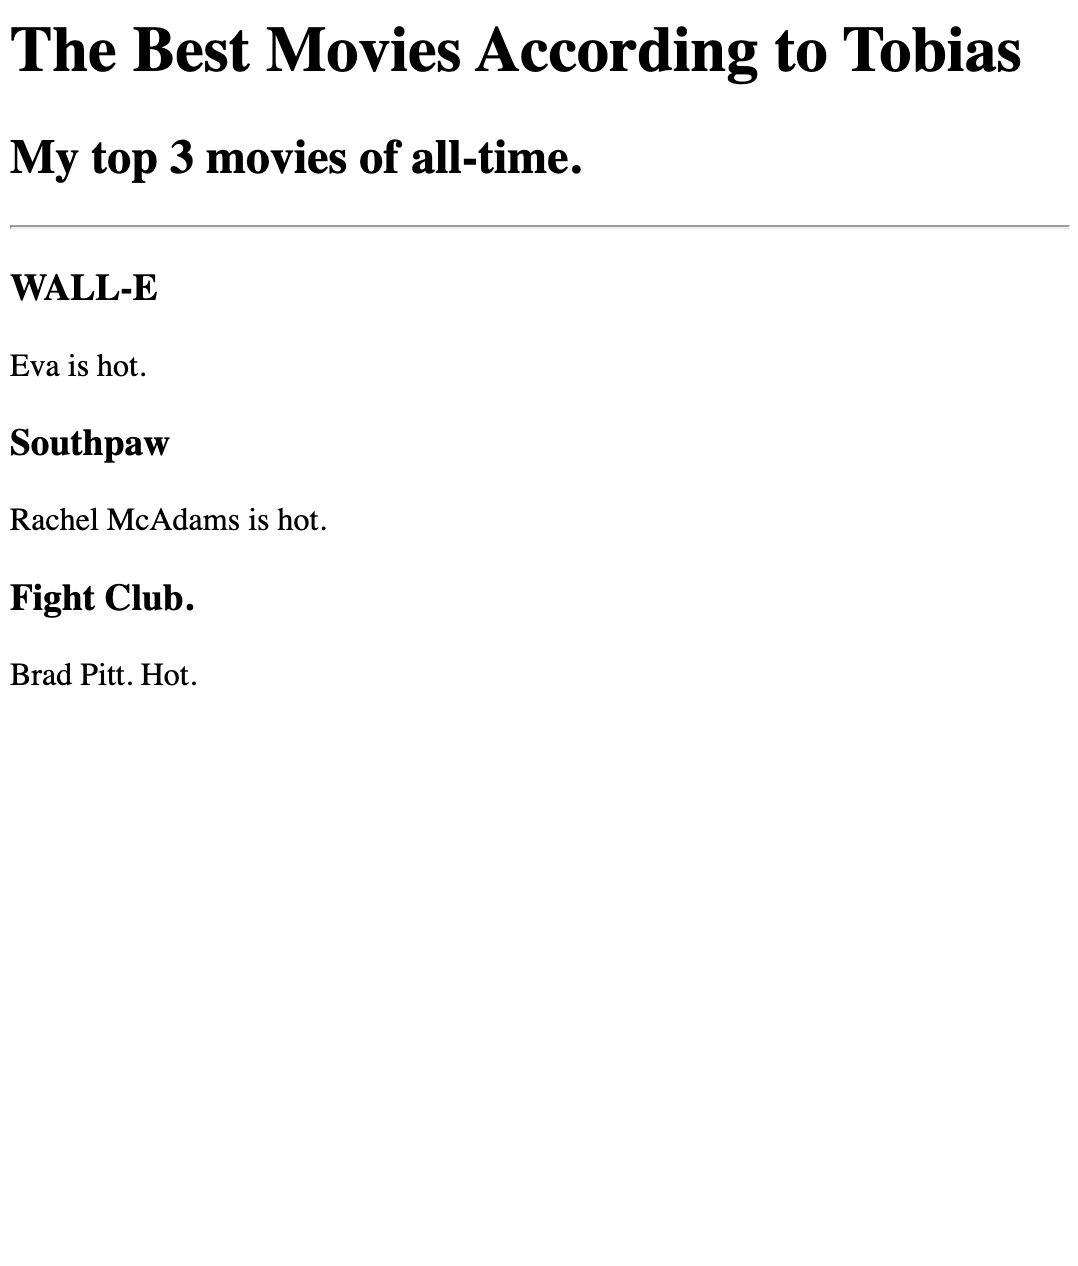 The Best Movies According to Tobias
My top 3 movies of all-time.
WALL-E
Eva is hot.
Southpaw
Rachel McAdams is hot.
Fight Club.
Brad Pitt. Hot.